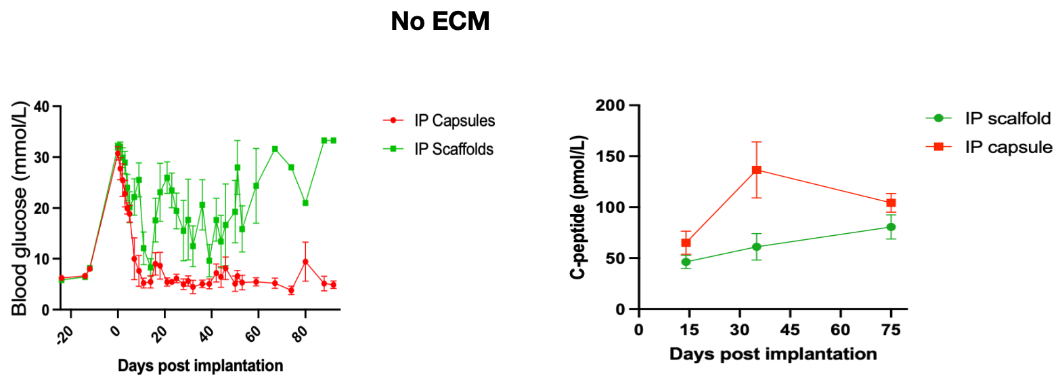 No ECM
Blood glucose (mmol/L)
40
30
20
10
0
-20
0
20
40
60
80
Days post implantation
IP Capsules
IP Scaffolds
C-peptide (pmol/L)
200
150
100
50
0
0
15
30
45
60
75
Days post implantation
IP scalfold
IP capsule